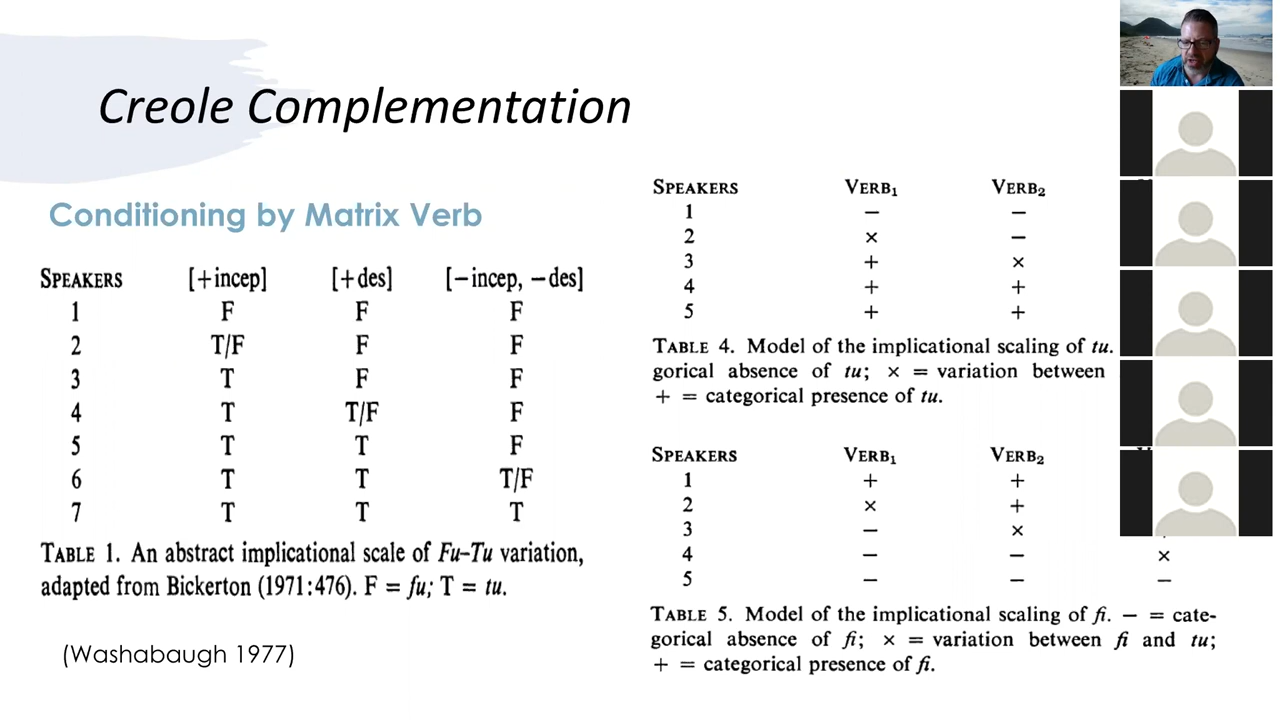 Creole Complementation
Conditioning by Matrix Verb
SPEAKERS [+incep] [+des] [−incep, −des]
1 F F F
2 T/F F F
3 T F F
4 T T/F F
5 T T F
6 T T T/F
7 T T T
TABLE 1. An abstract implicational scale of Fu–Tu variation,
adapted from Bickerton (1971:476). F = fu; T = tu.
(Washabaugh 1977)
SPEAKERS VERB₁ VERB₂
1 − −
2 × −
3 + ×
4 + +
5 + +
TABLE 4. Model of the implicational scaling of tu.
gorical absence of tu; × = variation between
+ = categorical presence of tu.
SPEAKERS VERB₁ VERB₂
1 + +
2 × +
3 − ×
4 − − ×
5 − − −
TABLE 5. Model of the implicational scaling of fi. − = cate-
gorical absence of fi; × = variation between fi and tu;
+ = categorical presence of fi.